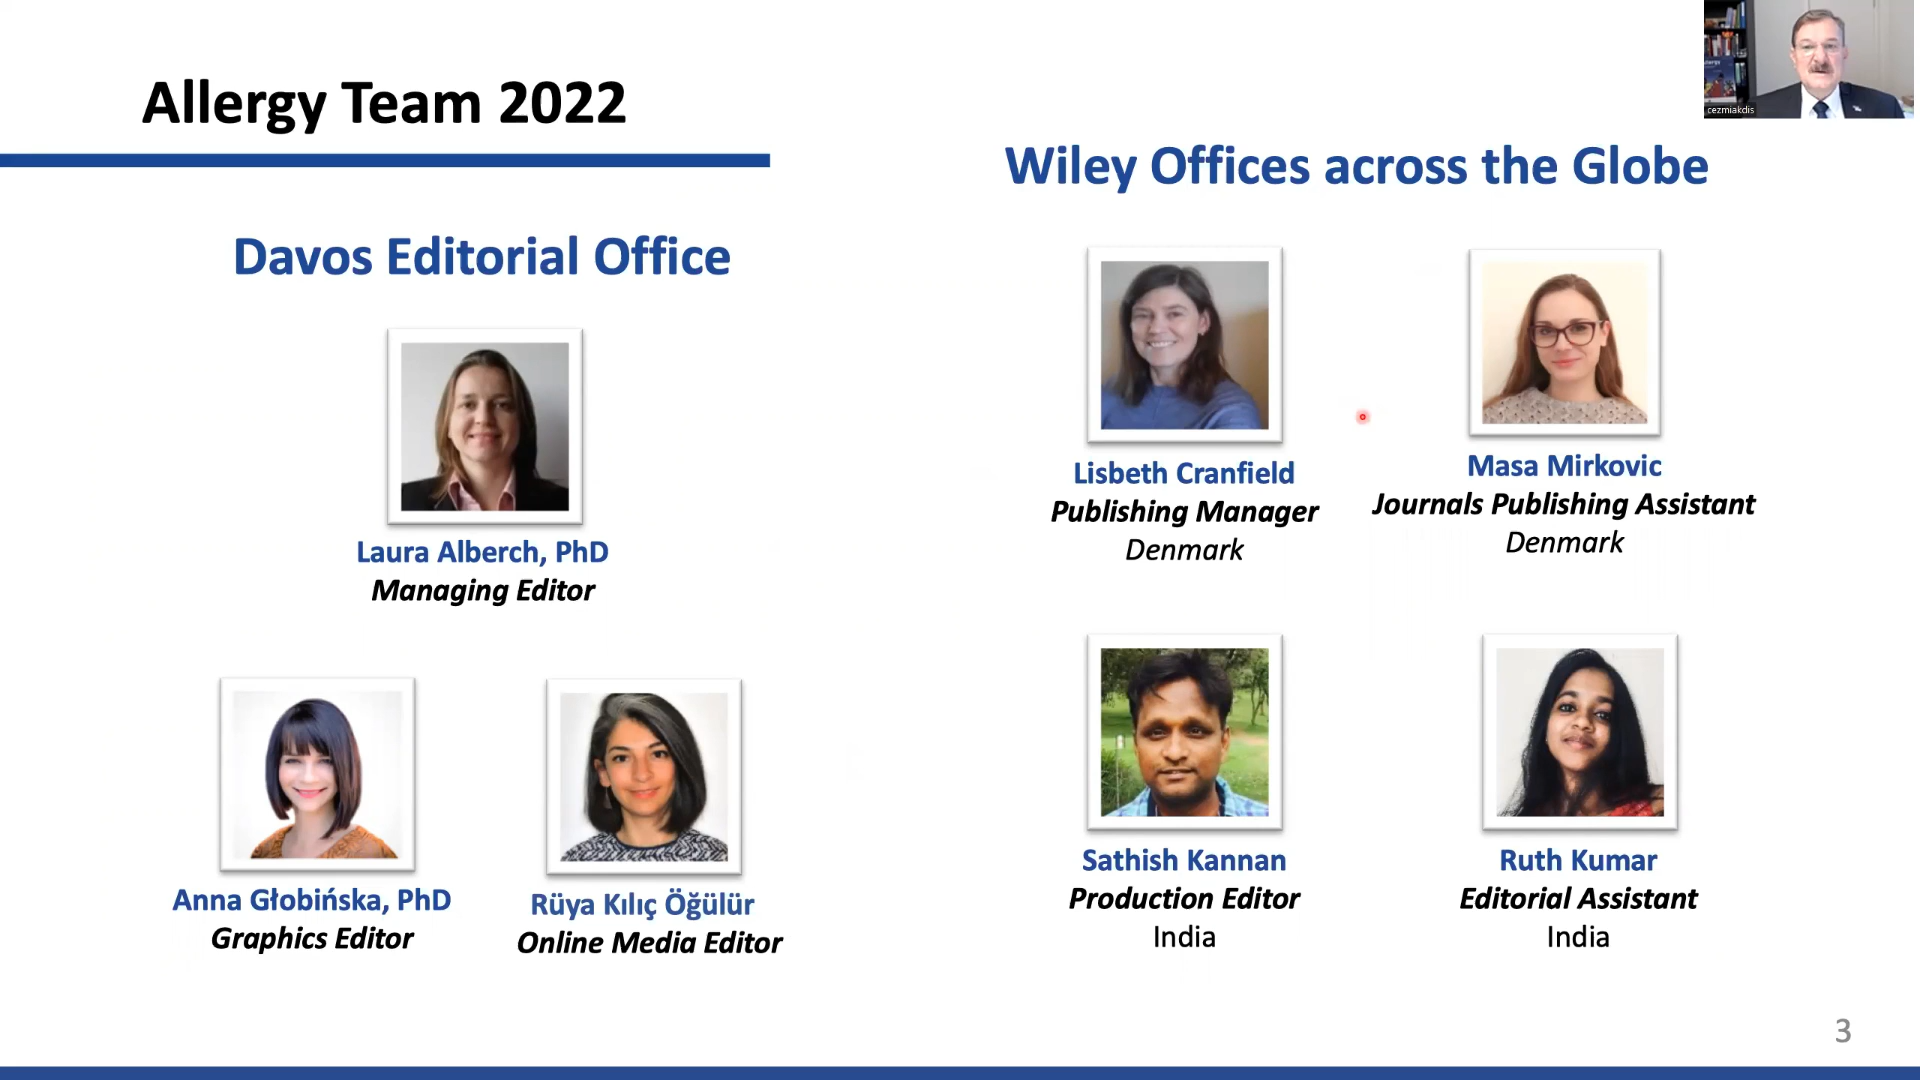 Allergy Team 2022
cezmiakdis
Davos Editorial Office
Laura Alberch, PhD
Managing Editor
Anna Głobińska, PhD
Graphics Editor
Rüya Kılıç Öğülür
Online Media Editor
Wiley Offices across the Globe
Lisbeth Cranfield
Publishing Manager
Denmark
Masa Mirkovic
Journals Publishing Assistant
Denmark
Sathish Kannan
Production Editor
India
Ruth Kumar
Editorial Assistant
India
3